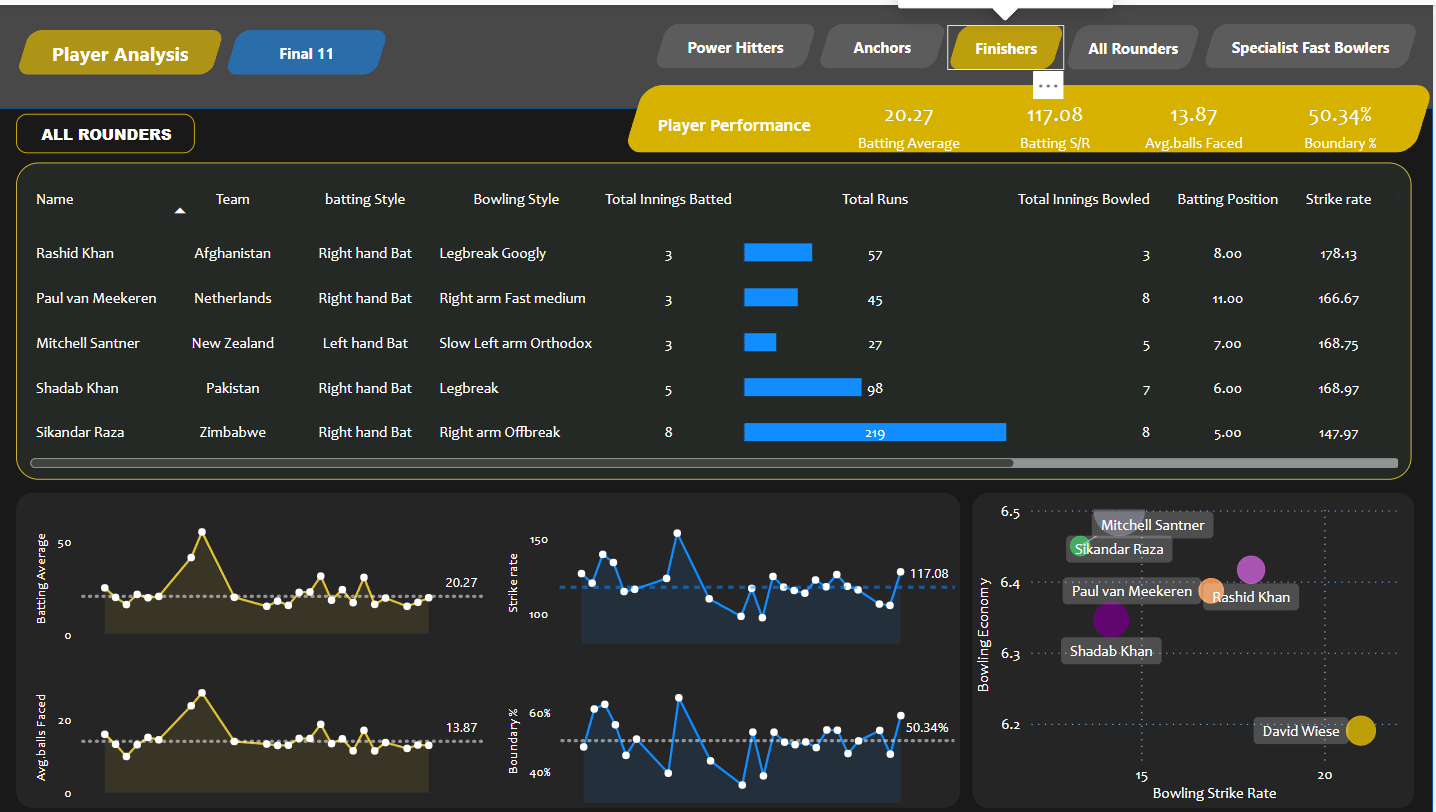 Player Analysis
Final 11
Power Hitters
Anchors
Finishers
All Rounders
Specialist Fast Bowlers
ALL ROUNDERS
Player Performance
20.27
Batting Average
117.08
Batting S/R
13.87
Avg.balls Faced
50.34%
Boundary %
Name Team batting Style Bowling Style Total Innings Batted Total Runs Total Innings Bowled Batting Position Strike rate
Rashid Khan Afghanistan Right hand Bat Legbreak Googly 3 57 3 8.00 178.13
Paul van Meekeren Netherlands Right hand Bat Right arm Fast medium 3 45 8 11.00 166.67
Mitchell Santner New Zealand Left hand Bat Slow Left arm Orthodox 3 27 5 7.00 168.75
Shadab Khan Pakistan Right hand Bat Legbreak 5 98 7 6.00 168.97
Sikandar Raza Zimbabwe Right hand Bat Right arm Offbreak 8 219 8 5.00 147.97
Batting Average
50
0
20.27
Strike rate
150
100
117.08
Avg.balls Faced
20
0
13.87
Boundary %
60%
40%
50.34%
Bowling Economy
6.5
6.4
6.3
6.2
Mitchell Santner
Sikandar Raza
Paul van Meekeren
Rashid Khan
Shadab Khan
David Wiese
15
20
Bowling Strike Rate